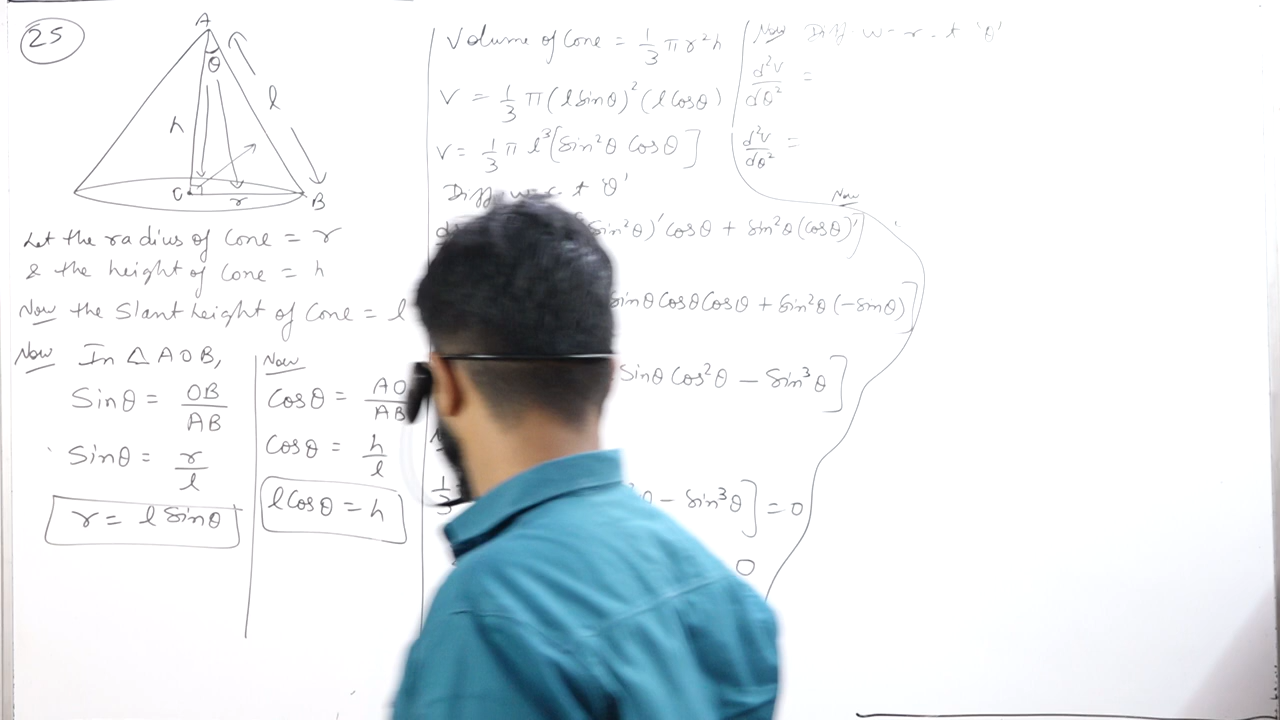 25
A
θ
l
h
C
r
B
Let the radius of Cone = r
& the height of Cone = h
Now the Slant height of Cone = l
Now In △ AOB,
Sinθ = OB/AB
Sinθ = r/l
r = l Sinθ
Now
Cosθ = AO/AB
Cosθ = h/l
l Cosθ = h
Volume of Cone = 1/3 π r²h
V = 1/3 π (l Sinθ)² (l Cosθ)
V = 1/3 π l³ [Sin²θ Cosθ]
Diff w r t 'θ'
Sin²θ)' Cosθ + Sin²θ (Cosθ)']
Sinθ Cosθ Cosθ + Sin²θ (-Sinθ)]
Sinθ Cos²θ - Sin³θ]
1/3
- Sin³θ] = 0
0
Now Diff w-r-t 'θ'
d²V/dθ² =
d²V/dθ² =
Now